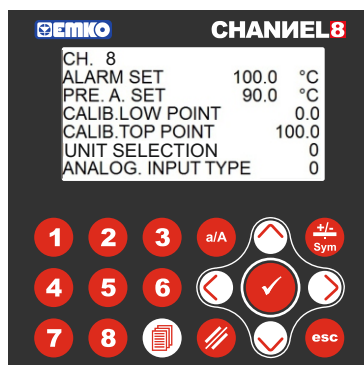 EMKO CHANNEL8
CH. 8
ALARM SET 100.0 °C
PRE. A. SET 90.0 °C
CALIB.LOW POINT 0.0
CALIB.TOP POINT 100.0
UNIT SELECTION 0
ANALOG. INPUT TYPE 0
1 2 3 a/A +/- Sym
4 5 6
7 8 esc